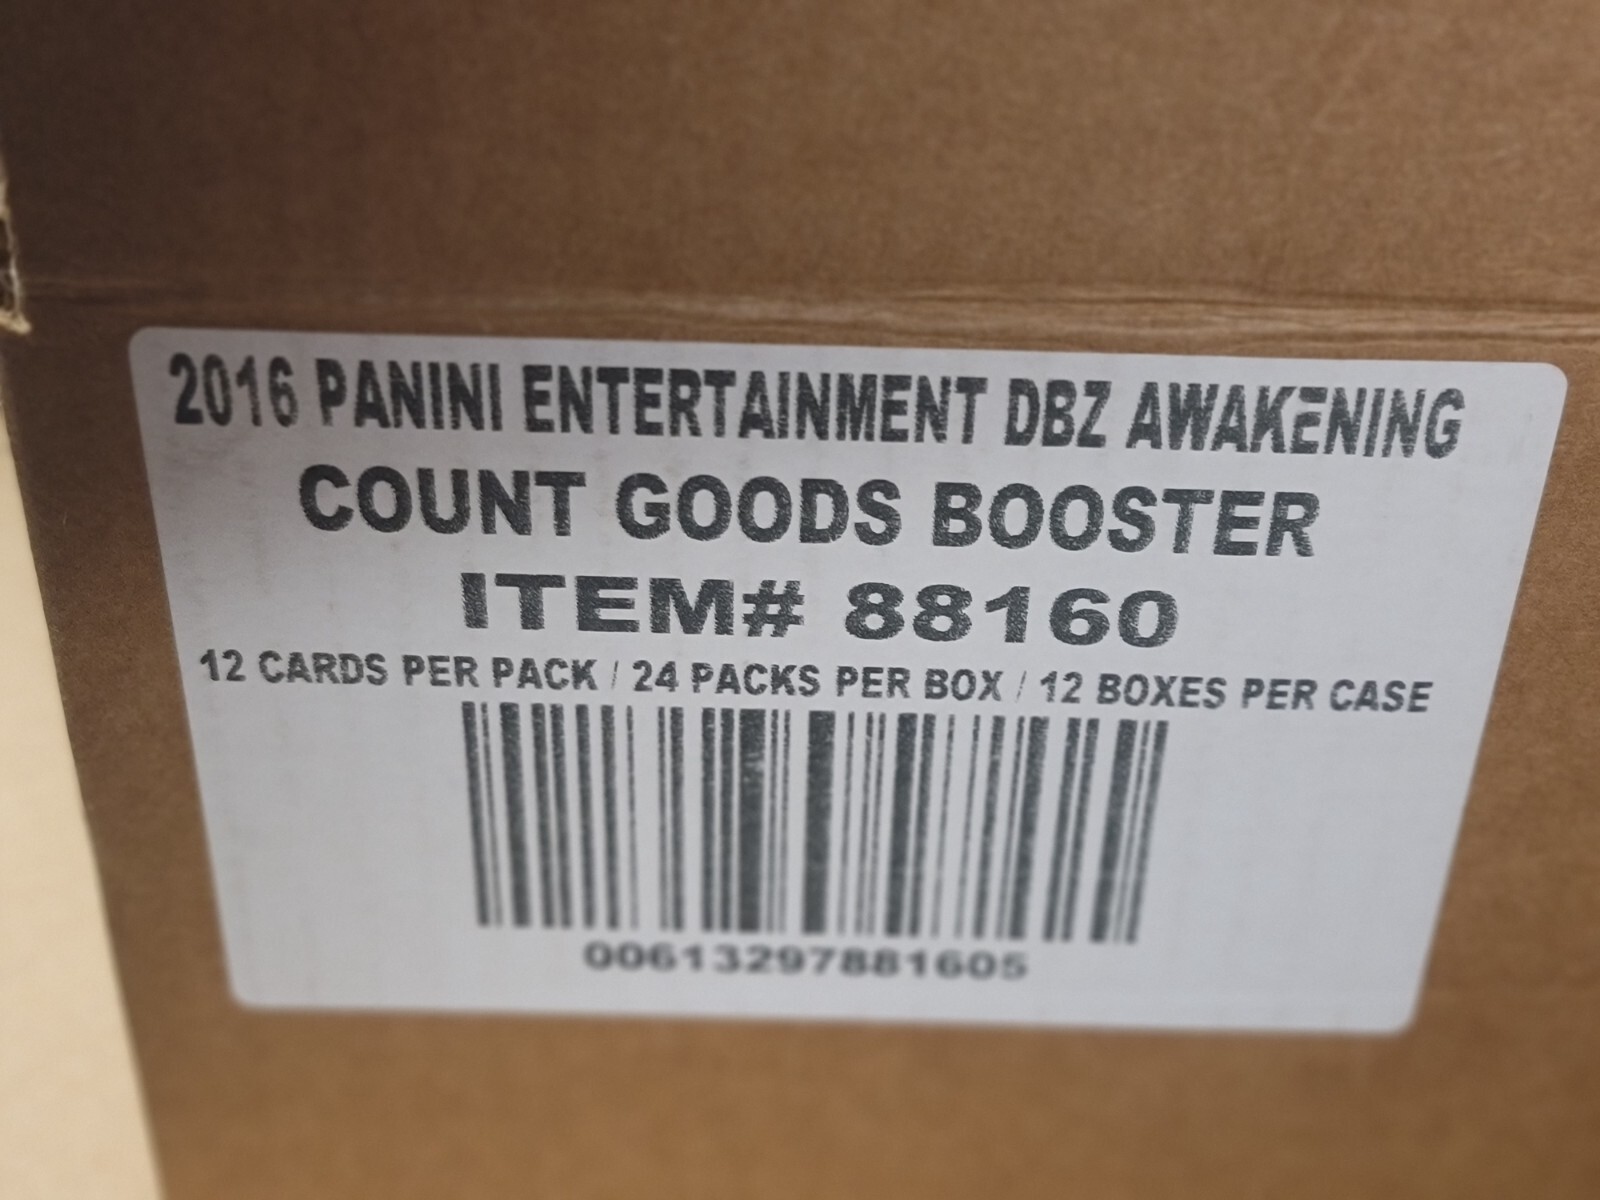 2016 PANINI ENTERTAINMENT DBZ AWAKENING
COUNT GOODS BOOSTER
ITEM# 88160
12 CARDS PER PACK / 24 PACKS PER BOX / 12 BOXES PER CASE
00613297881605